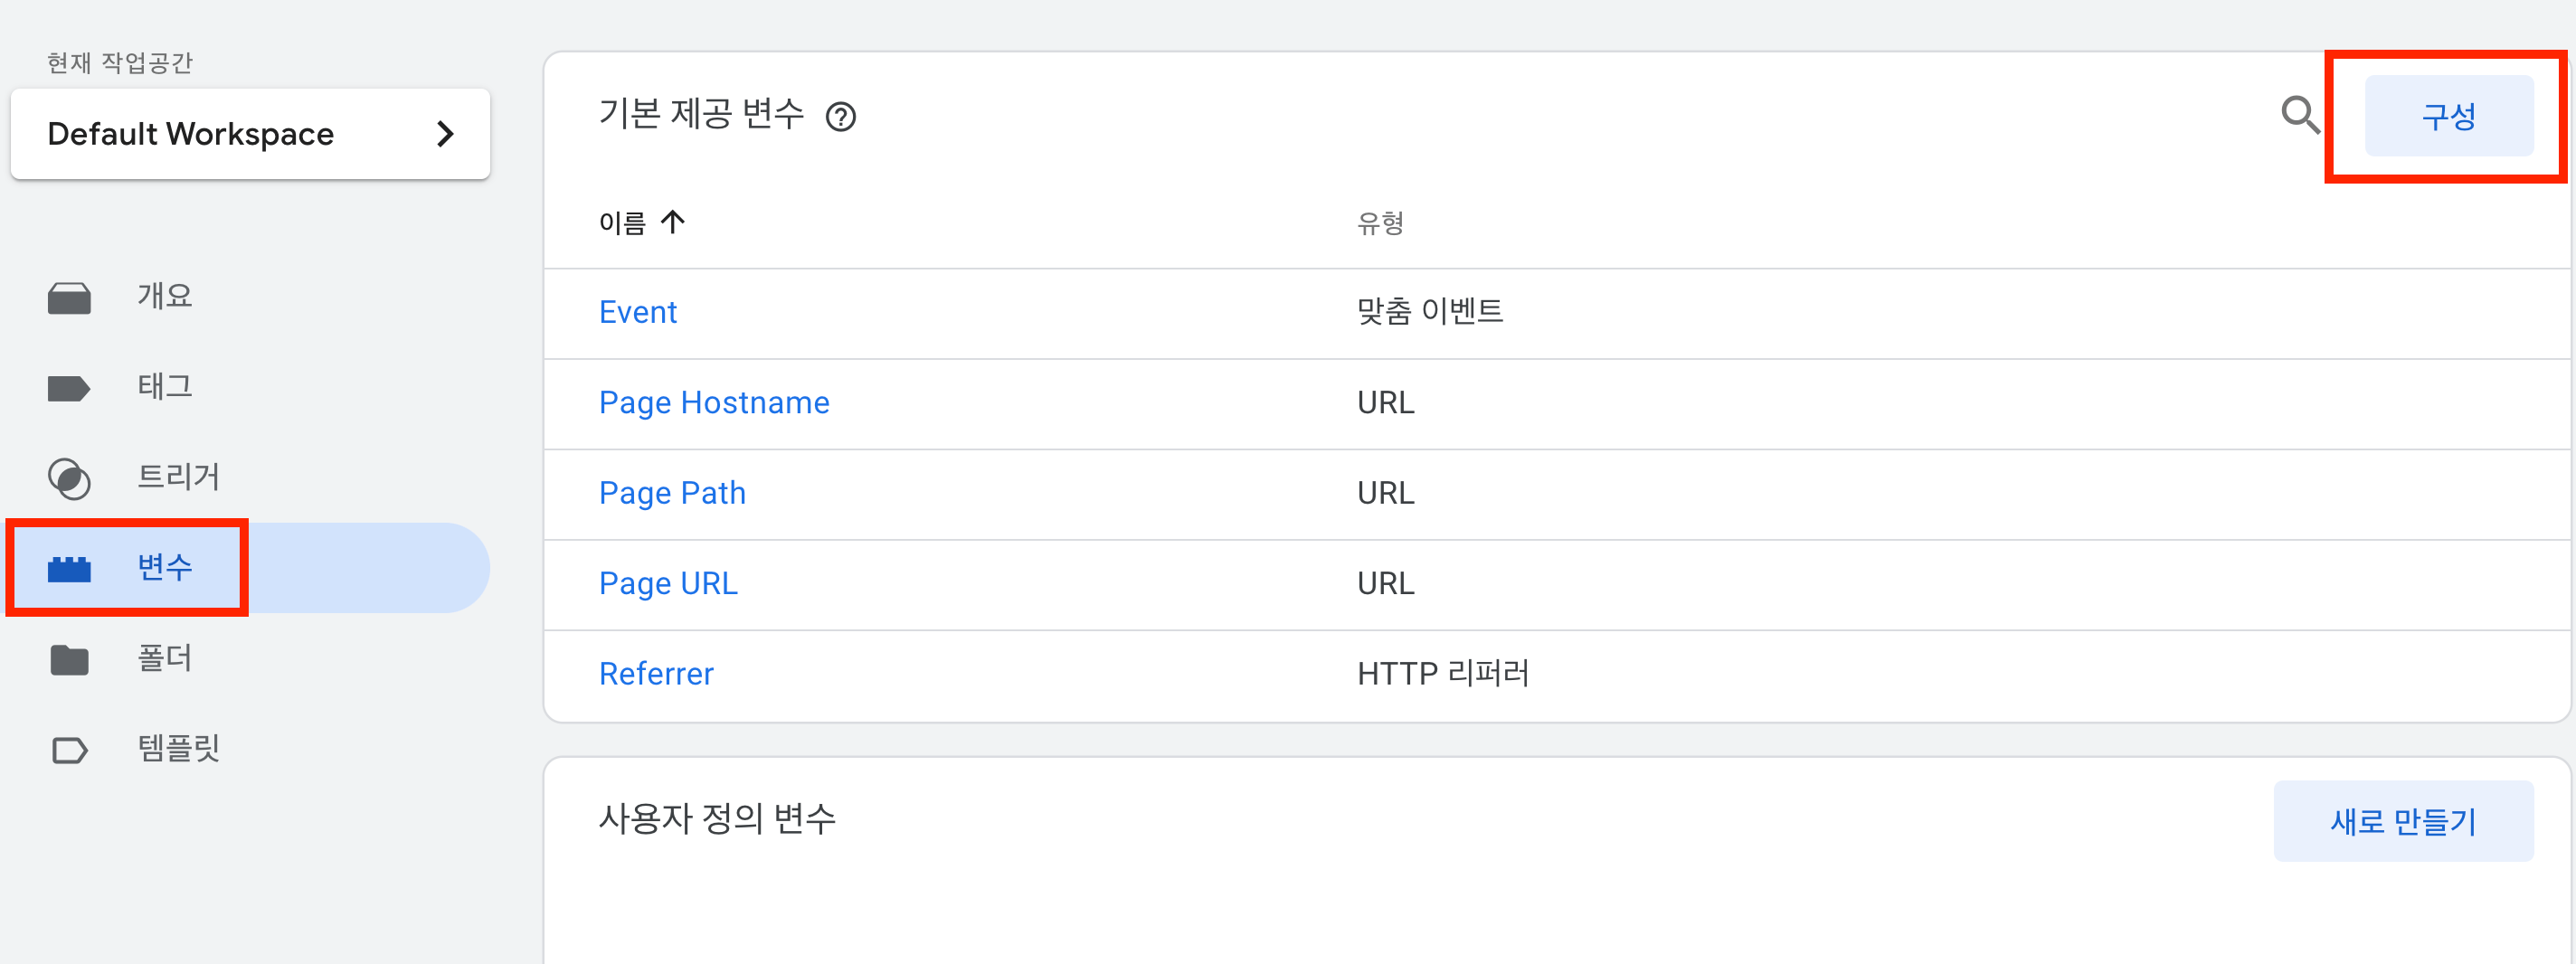 현재 작업공간
Default Workspace
개요
태그
트리거
변수
폴더
템플릿
기본 제공 변수
구성
이름 유형
Event 맞춤 이벤트
Page Hostname URL
Page Path URL
Page URL URL
Referrer HTTP 리퍼러
사용자 정의 변수
새로 만들기